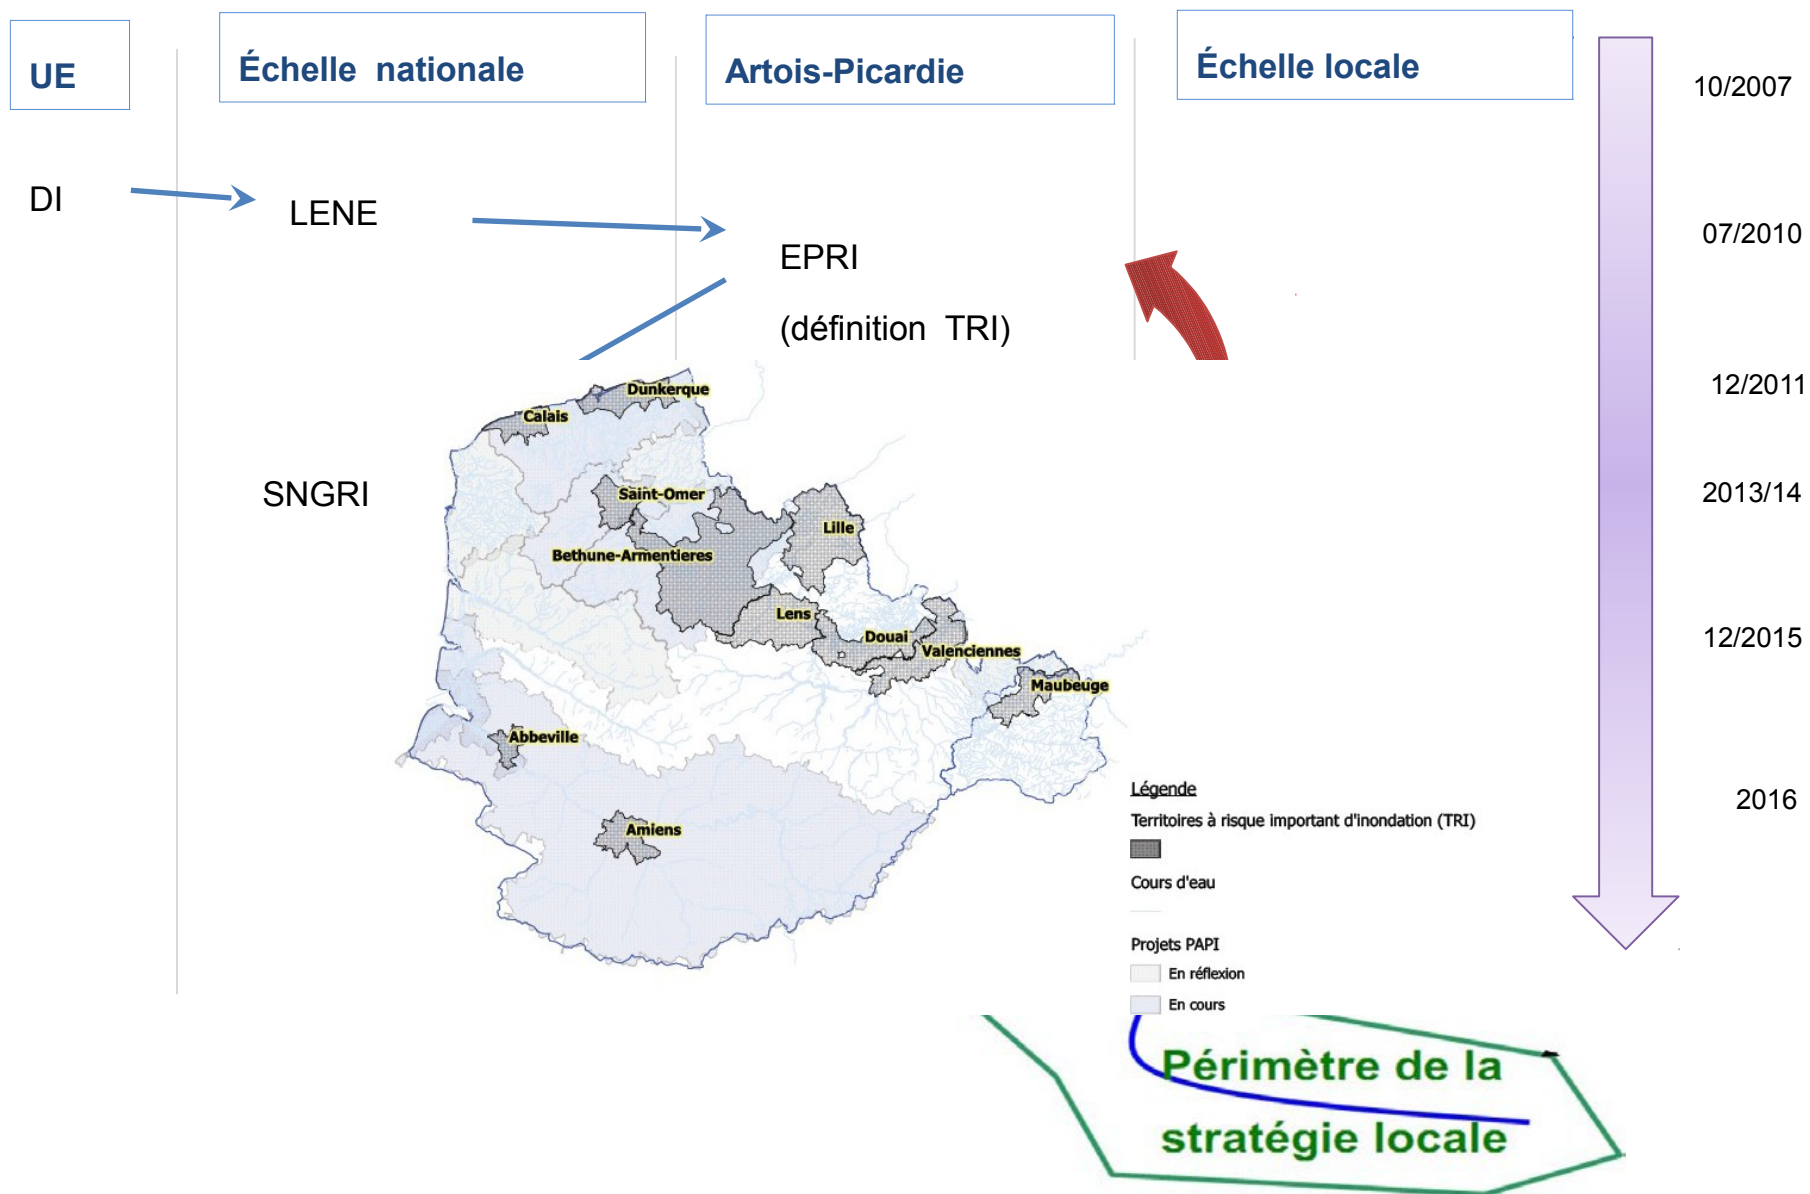 UE
Échelle nationale
Artois-Picardie
Échelle locale
10/2007
DI
LENE
07/2010
EPRI
(définition TRI)
12/2011
Dunkerque
Calais
SNGRI
Saint-Omer
2013/14
Lille
Bethune-Armentieres
Lens
Douai
12/2015
Valenciennes
Maubeuge
Abbeville
Amiens
2016
Légende
Territoires à risque important d'inondation (TRI)
Cours d'eau
Projets PAPI
En réflexion
En cours
Périmètre de la
stratégie locale